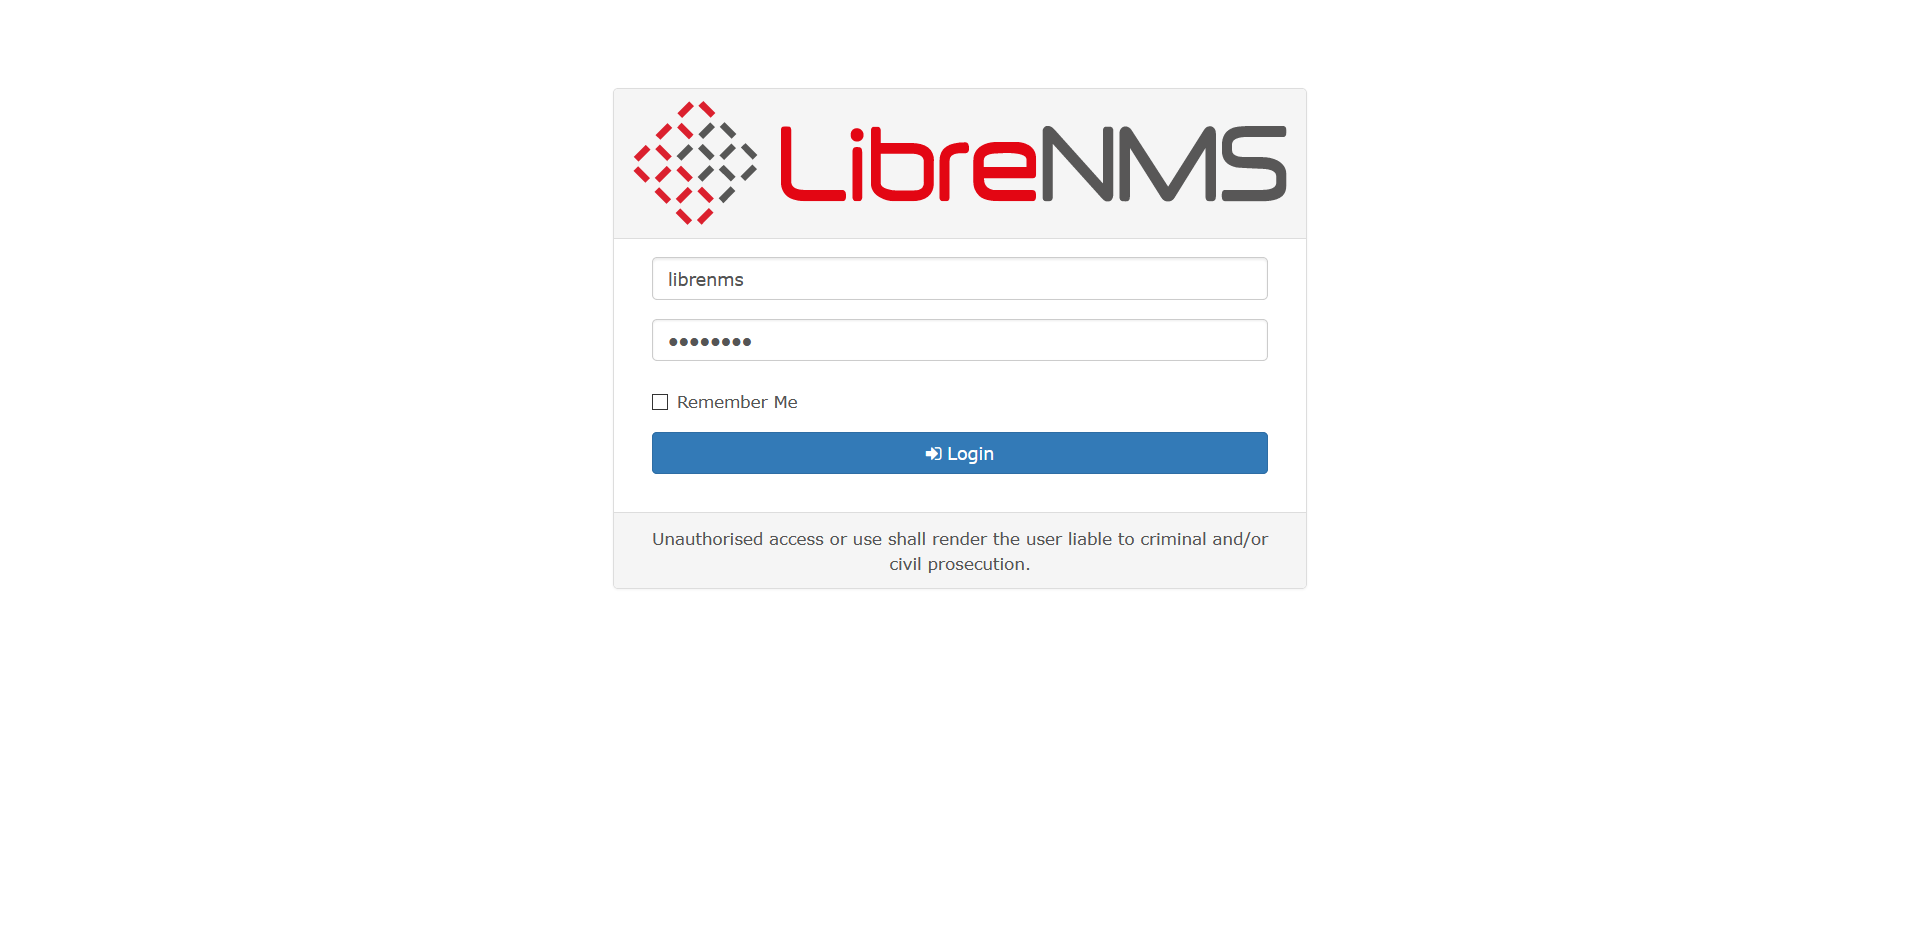 LibreNMS
librenms
••••••••
Remember Me
Login
Unauthorised access or use shall render the user liable to criminal and/or
civil prosecution.